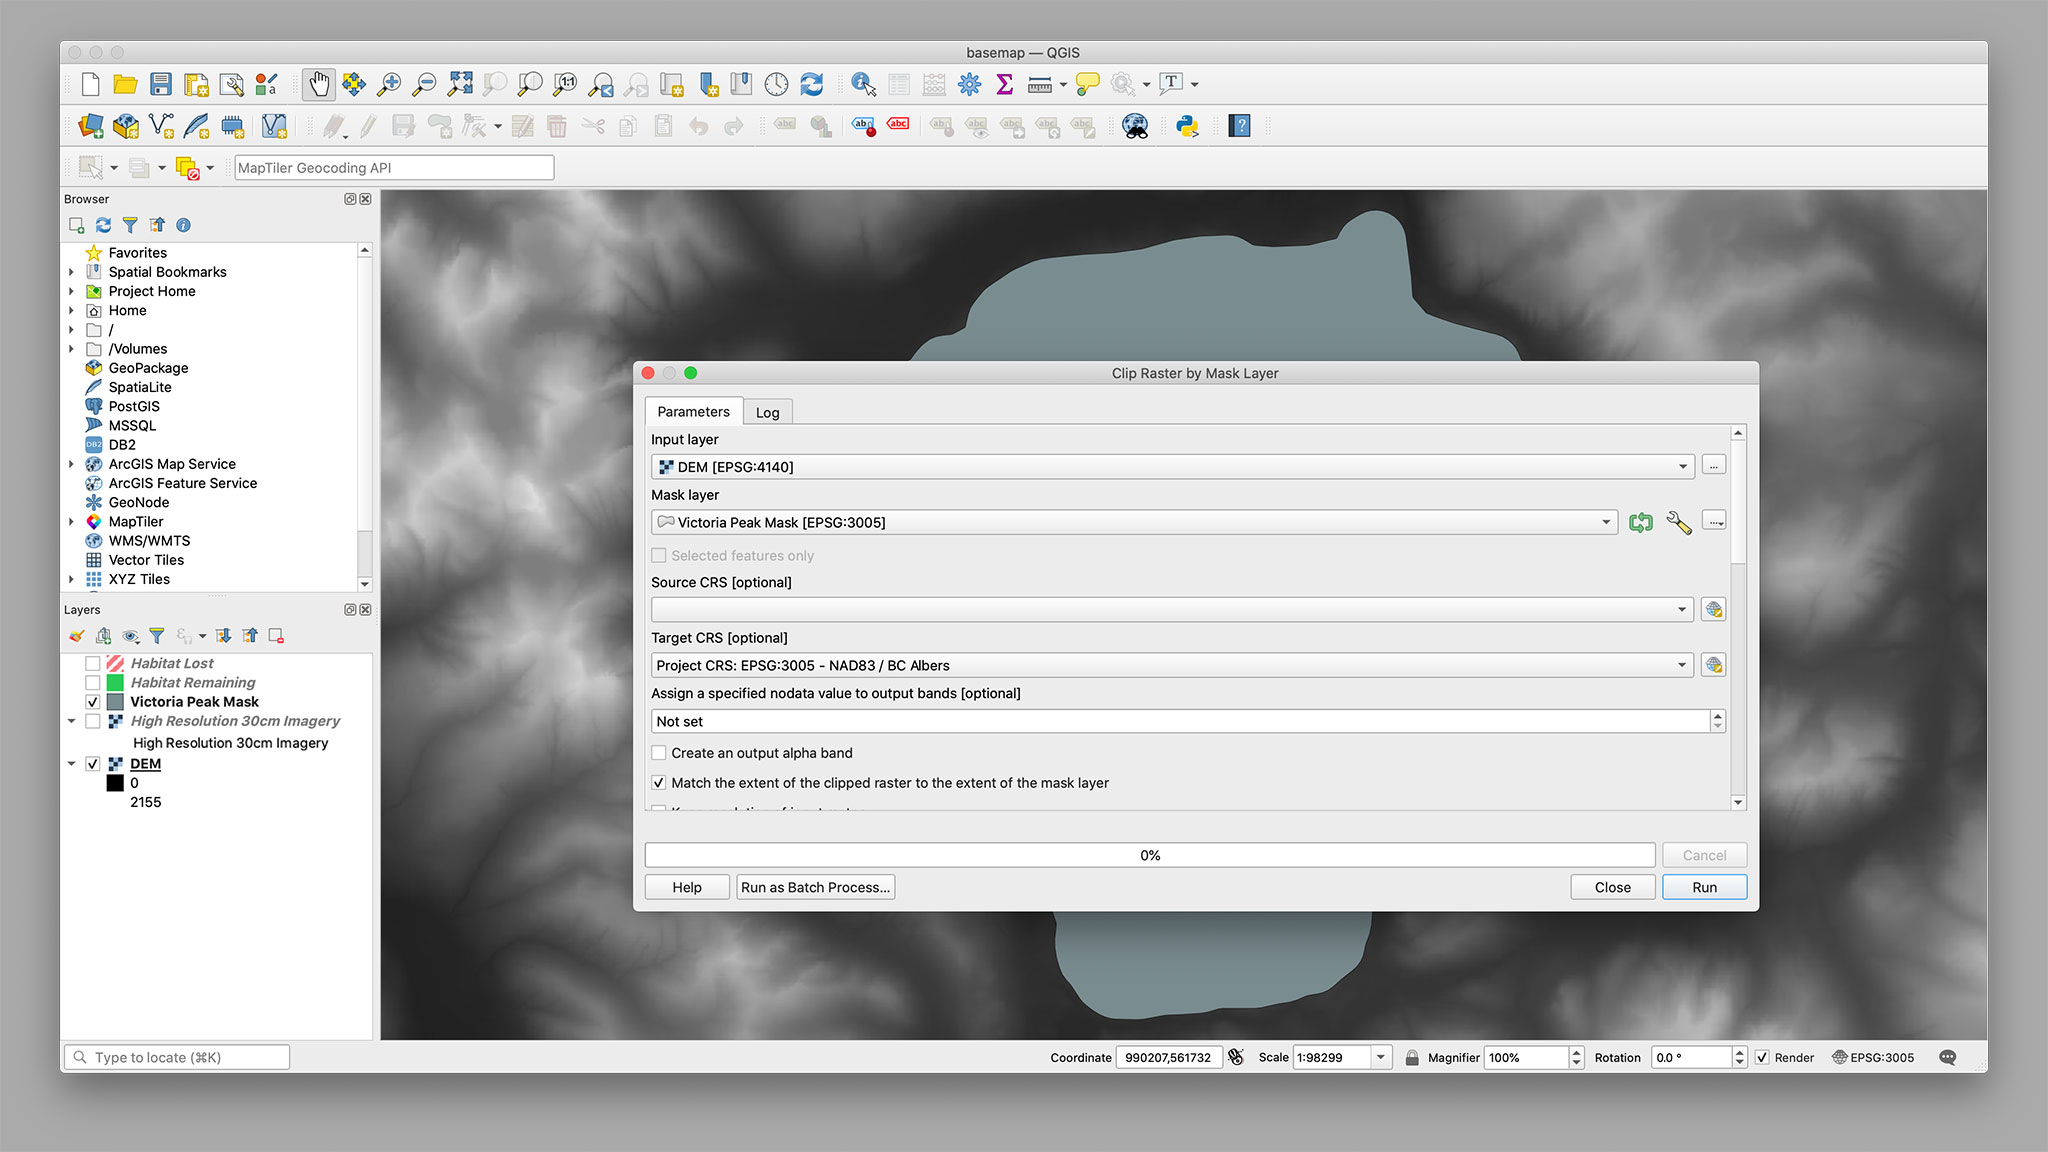 basemap — QGIS
MapTiler Geocoding API
Browser
Favorites
Spatial Bookmarks
Project Home
Home
/
/Volumes
GeoPackage
SpatiaLite
PostGIS
MSSQL
DB2
ArcGIS Map Service
ArcGIS Feature Service
GeoNode
MapTiler
WMS/WMTS
Vector Tiles
XYZ Tiles
Layers
Habitat Lost
Habitat Remaining
Victoria Peak Mask
High Resolution 30cm Imagery
High Resolution 30cm Imagery
DEM
0
2155
Clip Raster by Mask Layer
Parameters
Log
Input layer
DEM [EPSG:4140]
...
Mask layer
Victoria Peak Mask [EPSG:3005]
...
Selected features only
Source CRS [optional]
Target CRS [optional]
Project CRS: EPSG:3005 - NAD83 / BC Albers
Assign a specified nodata value to output bands [optional]
Not set
Create an output alpha band
Match the extent of the clipped raster to the extent of the mask layer
0%
Cancel
Help
Run as Batch Process...
Close
Run
Type to locate (⌘K)
Coordinate 990207,561732 Scale 1:98299 Magnifier 100% Rotation 0.0 ° Render EPSG:3005